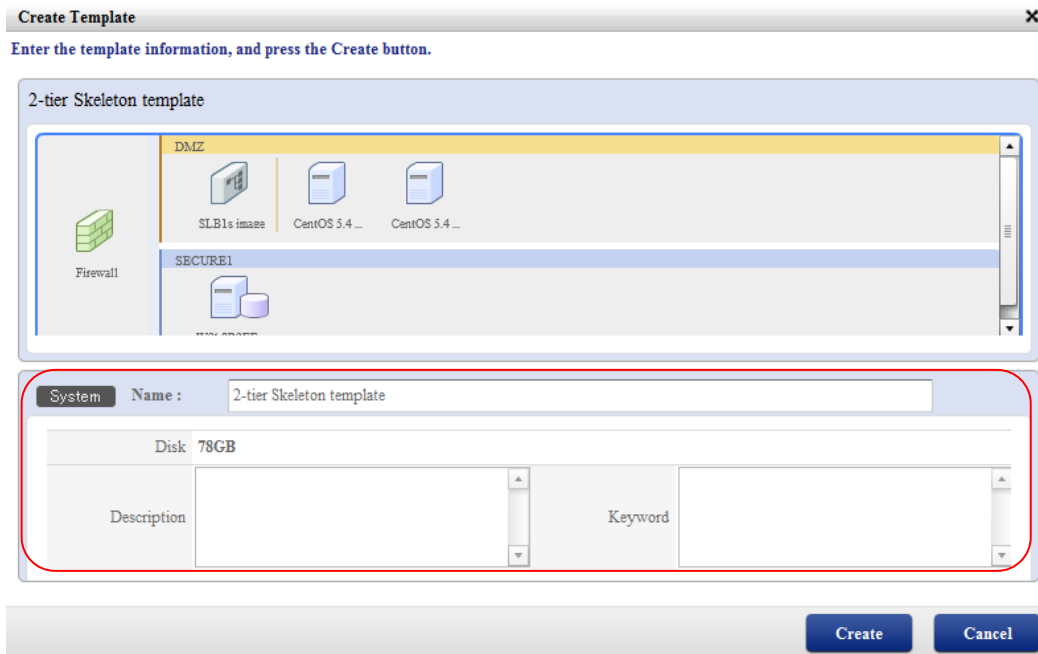 Create Template
Enter the template information, and press the Create button.
2-tier Skeleton template
DMZ
SLB1s image
CentOS 5.4 ...
CentOS 5.4 ...
Firewall
SECURE1
System Name : 2-tier Skeleton template
Disk 78GB
Description
Keyword
Create
Cancel